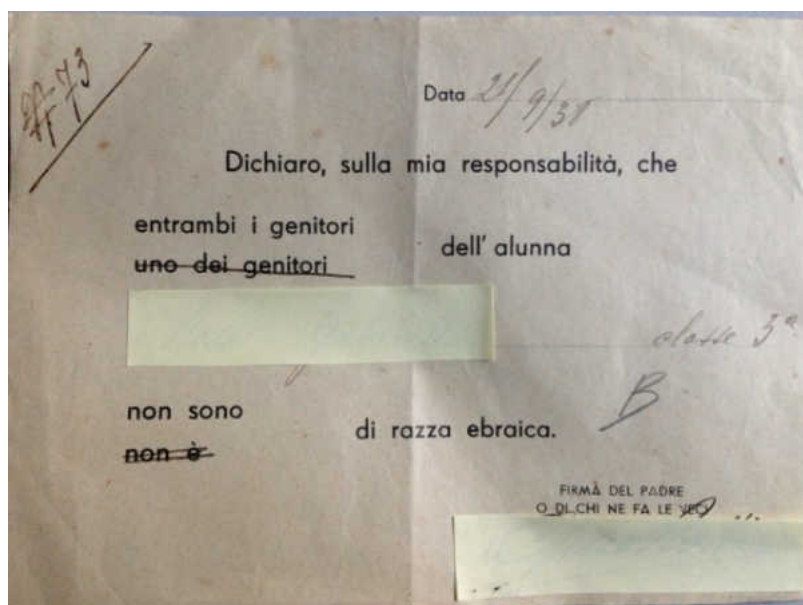 73
Data 21/9/38
Dichiaro, sulla mia responsabilità, che
entrambi i genitori
uno dei genitori
dell' alunna
classe 3ª
B
non sono
non è
di razza ebraica.
FIRMA DEL PADRE
O DI CHI NE FA LE VECI